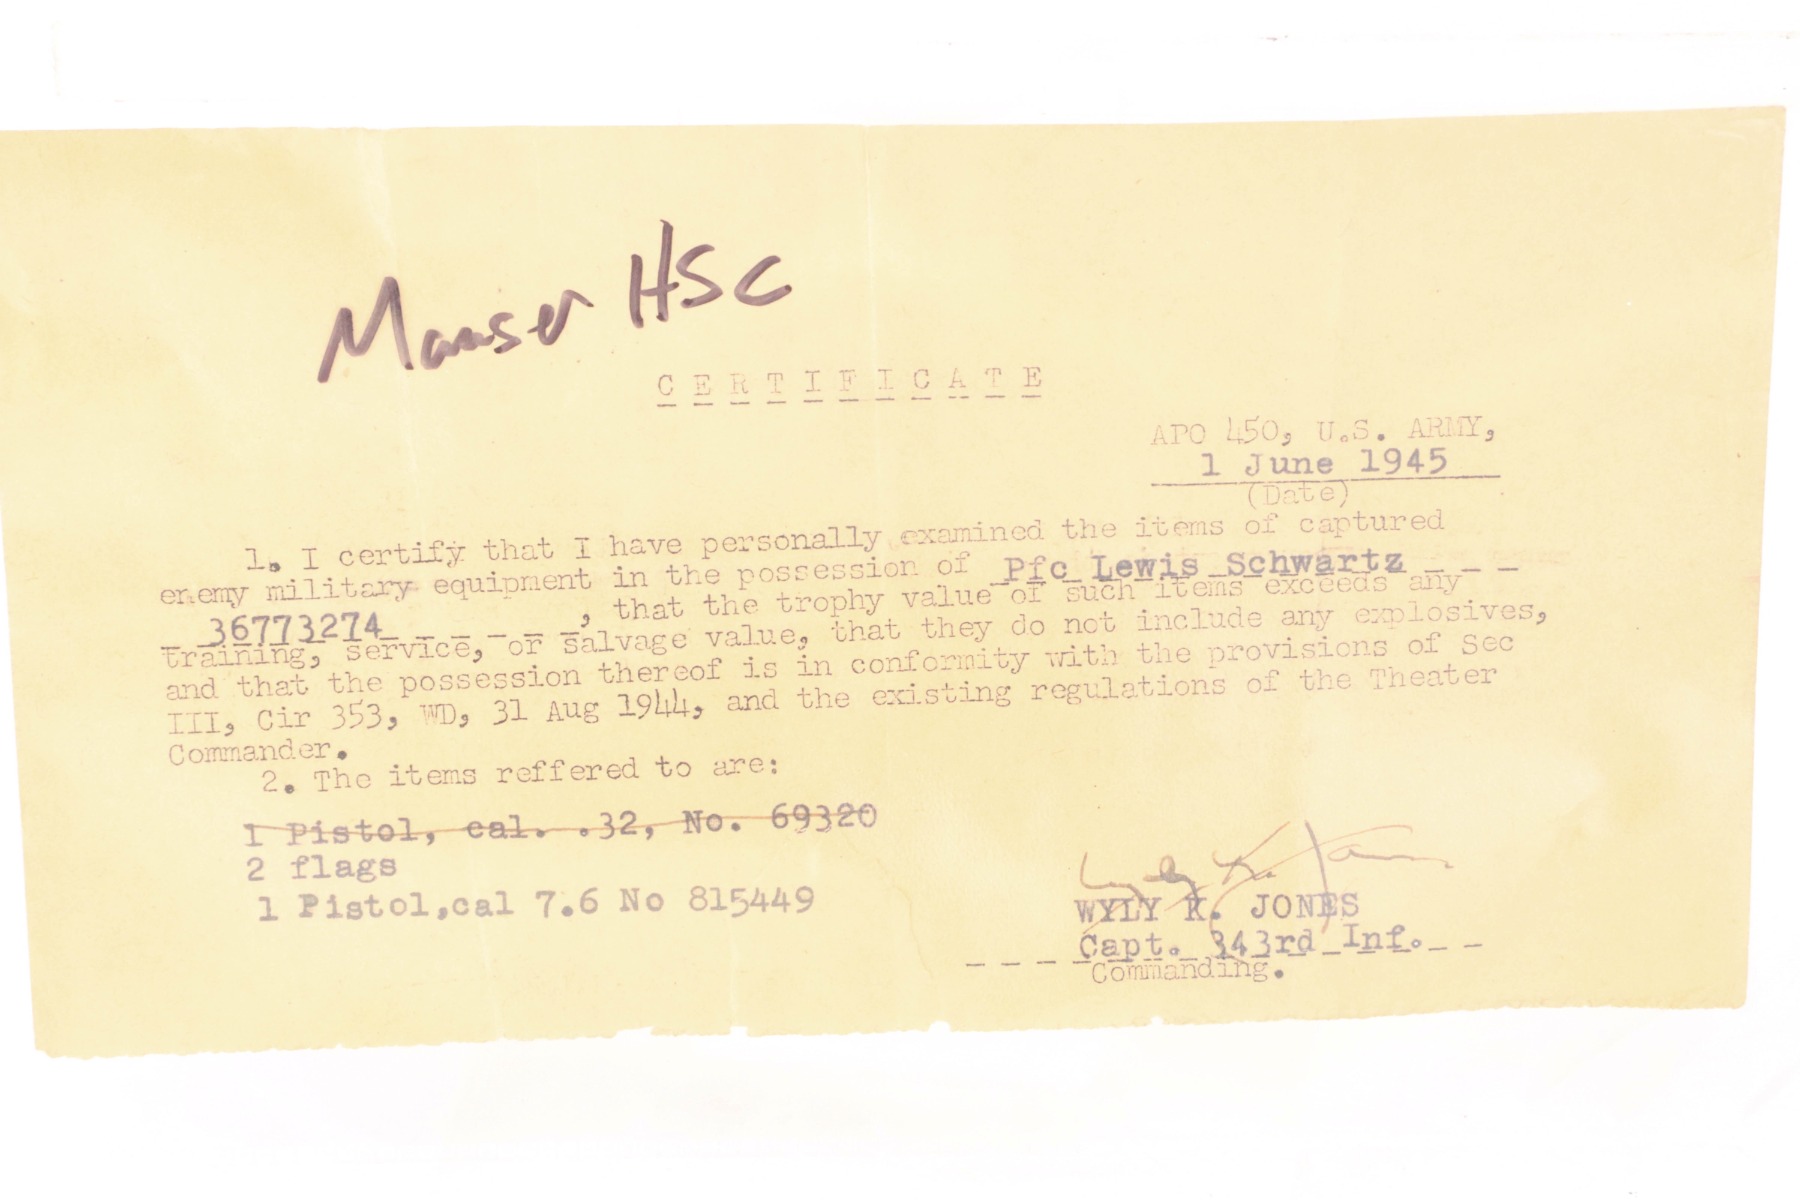 Mauser HSc
CERTIFICATE
APO 450, U.S. ARMY,
1 June 1945
(Date)
1. I certify that I have personally examined the items of captured
enemy military equipment in the possession of Pfc Lewis Schwartz - - -
36773274 - - - - -, that the trophy value of such items exceeds any
training, service, or salvage value, that they do not include any explosives,
and that the possession thereof is in conformity with the provisions of Sec
III, Cir 353, WD, 31 Aug 1944, and the existing regulations of the Theater
Commander.
2. The items reffered to are:
1 Pistol, cal. .32, No. 69320
2 flags
1 Pistol,cal 7.6 No 815449
Wyly K. Jones
WYLY K. JONES
- - - Capt. 343rd Inf. - -
Commanding.